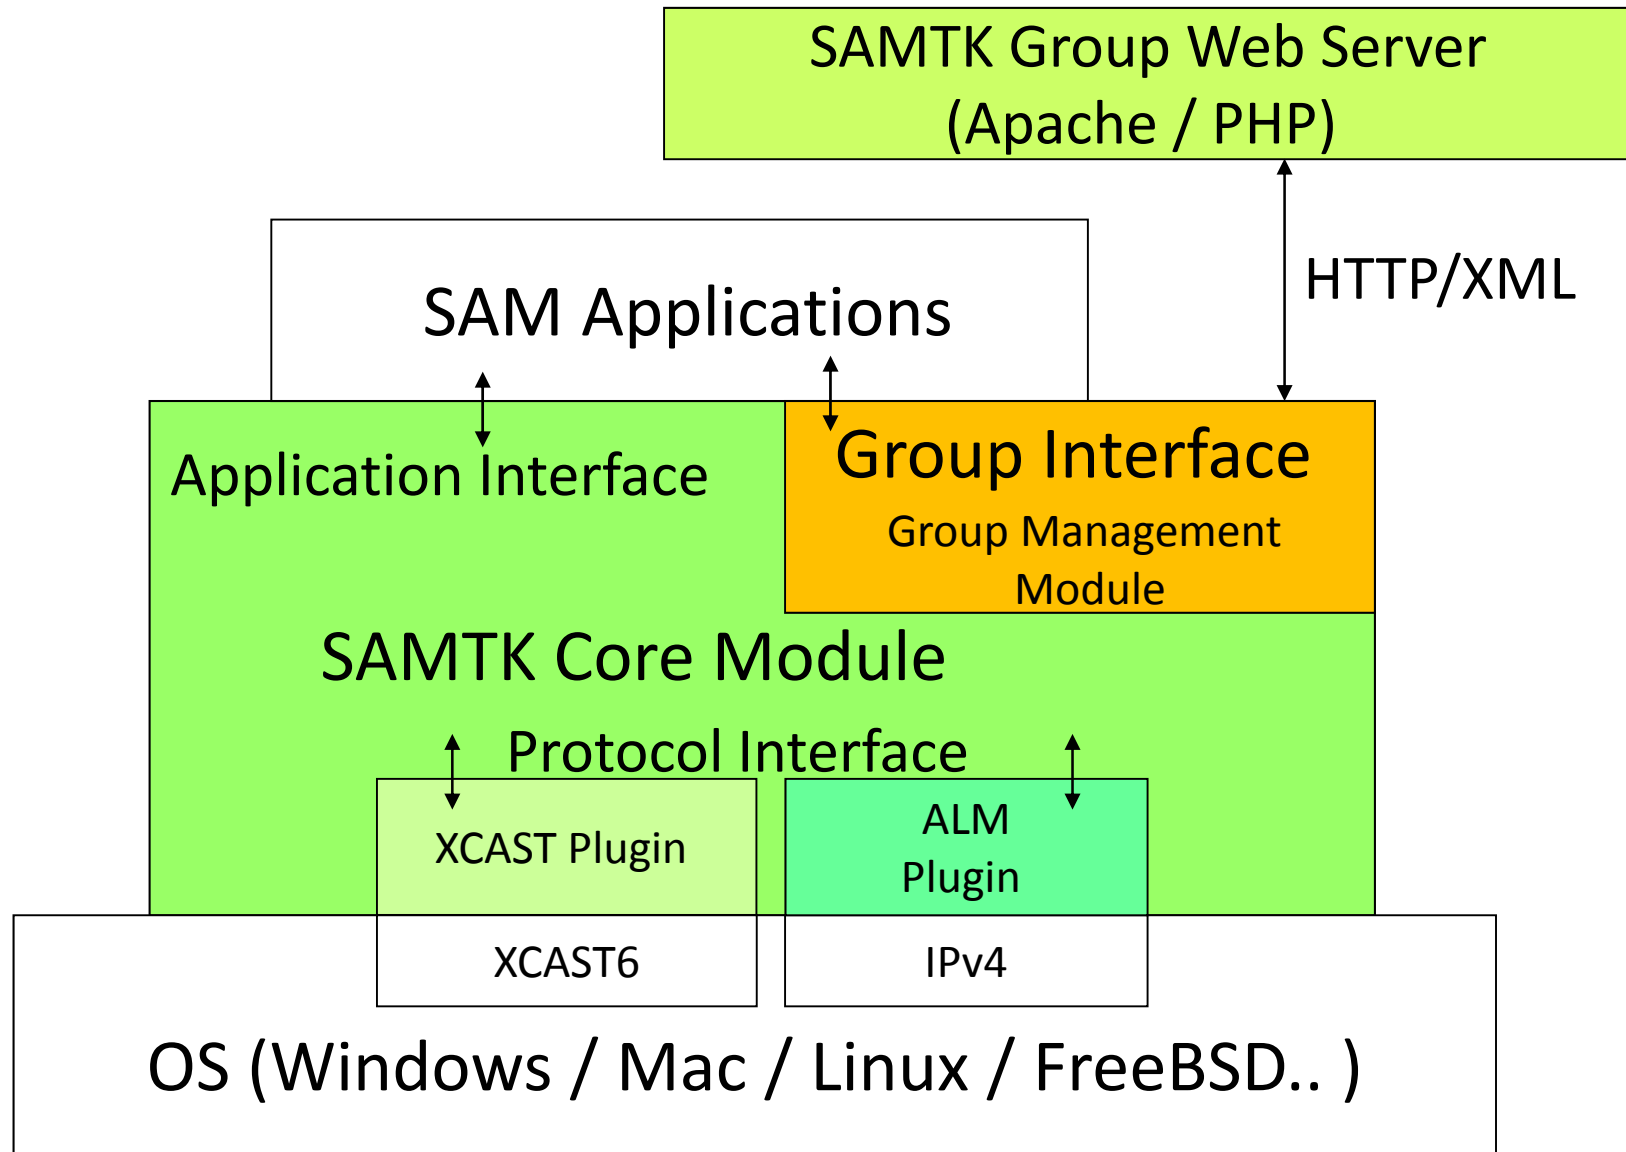 SAMTK Group Web Server
(Apache / PHP)
HTTP/XML
SAM Applications
Application Interface
Group Interface
Group Management
Module
SAMTK Core Module
Protocol Interface
XCAST Plugin
ALM
Plugin
XCAST6
IPv4
OS (Windows / Mac / Linux / FreeBSD.. )